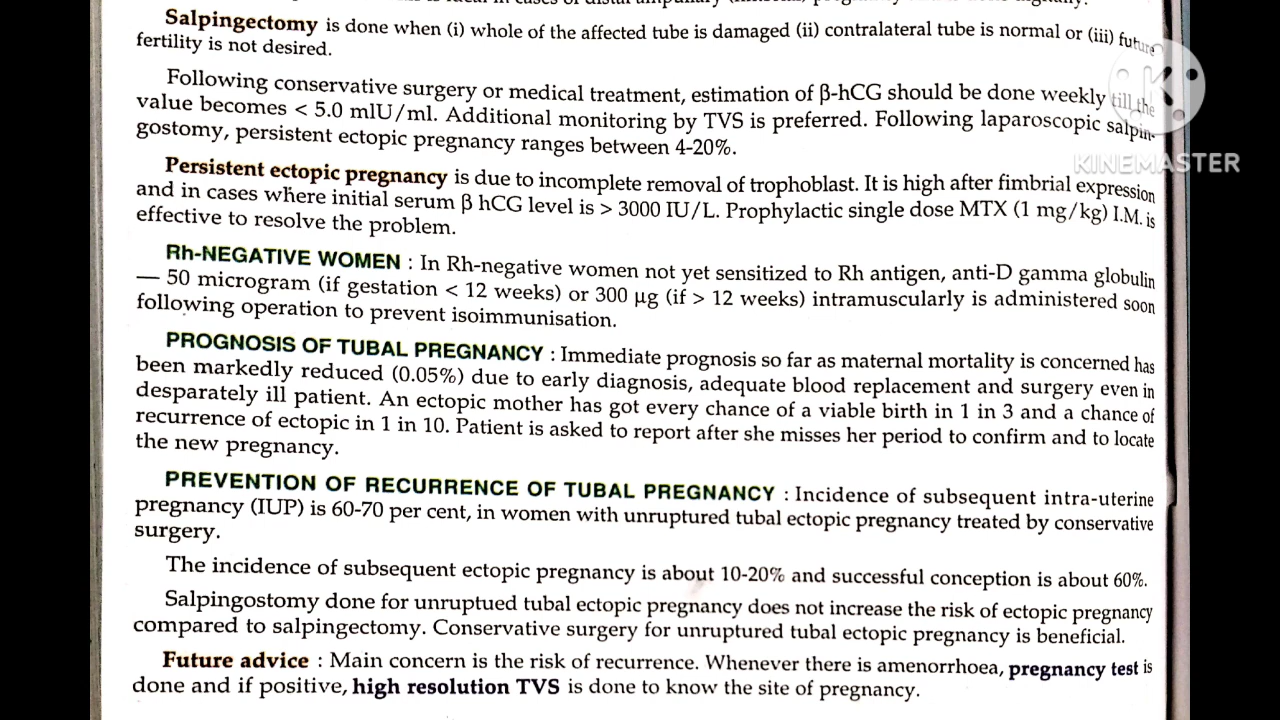 Salpingectomy is done when (i) whole of the affected tube is damaged (ii) contralateral tube is normal or (iii) future
fertility is not desired.
Following conservative surgery or medical treatment, estimation of β-hCG should be done weekly till the
value becomes < 5.0 mIU/ml. Additional monitoring by TVS is preferred. Following laparoscopic salpin-
gostomy, persistent ectopic pregnancy ranges between 4-20%.
Persistent ectopic pregnancy is due to incomplete removal of trophoblast. It is high after fimbrial expression
and in cases where initial serum β hCG level is > 3000 IU/L. Prophylactic single dose MTX (1 mg/kg) I.M. is
effective to resolve the problem.
Rh-NEGATIVE WOMEN : In Rh-negative women not yet sensitized to Rh antigen, anti-D gamma globulin
— 50 microgram (if gestation < 12 weeks) or 300 μg (if > 12 weeks) intramuscularly is administered soon
following operation to prevent isoimmunisation.
PROGNOSIS OF TUBAL PREGNANCY : Immediate prognosis so far as maternal mortality is concerned has
been markedly reduced (0.05%) due to early diagnosis, adequate blood replacement and surgery even in
desparately ill patient. An ectopic mother has got every chance of a viable birth in 1 in 3 and a chance of
recurrence of ectopic in 1 in 10. Patient is asked to report after she misses her period to confirm and to locate
the new pregnancy.
PREVENTION OF RECURRENCE OF TUBAL PREGNANCY : Incidence of subsequent intra-uterine
pregnancy (IUP) is 60-70 per cent, in women with unruptured tubal ectopic pregnancy treated by conservative
surgery.
The incidence of subsequent ectopic pregnancy is about 10-20% and successful conception is about 60%.
Salpingostomy done for unruptued tubal ectopic pregnancy does not increase the risk of ectopic pregnancy
compared to salpingectomy. Conservative surgery for unruptured tubal ectopic pregnancy is beneficial.
Future advice : Main concern is the risk of recurrence. Whenever there is amenorrhoea, pregnancy test is
done and if positive, high resolution TVS is done to know the site of pregnancy.
K
KINEMASTER